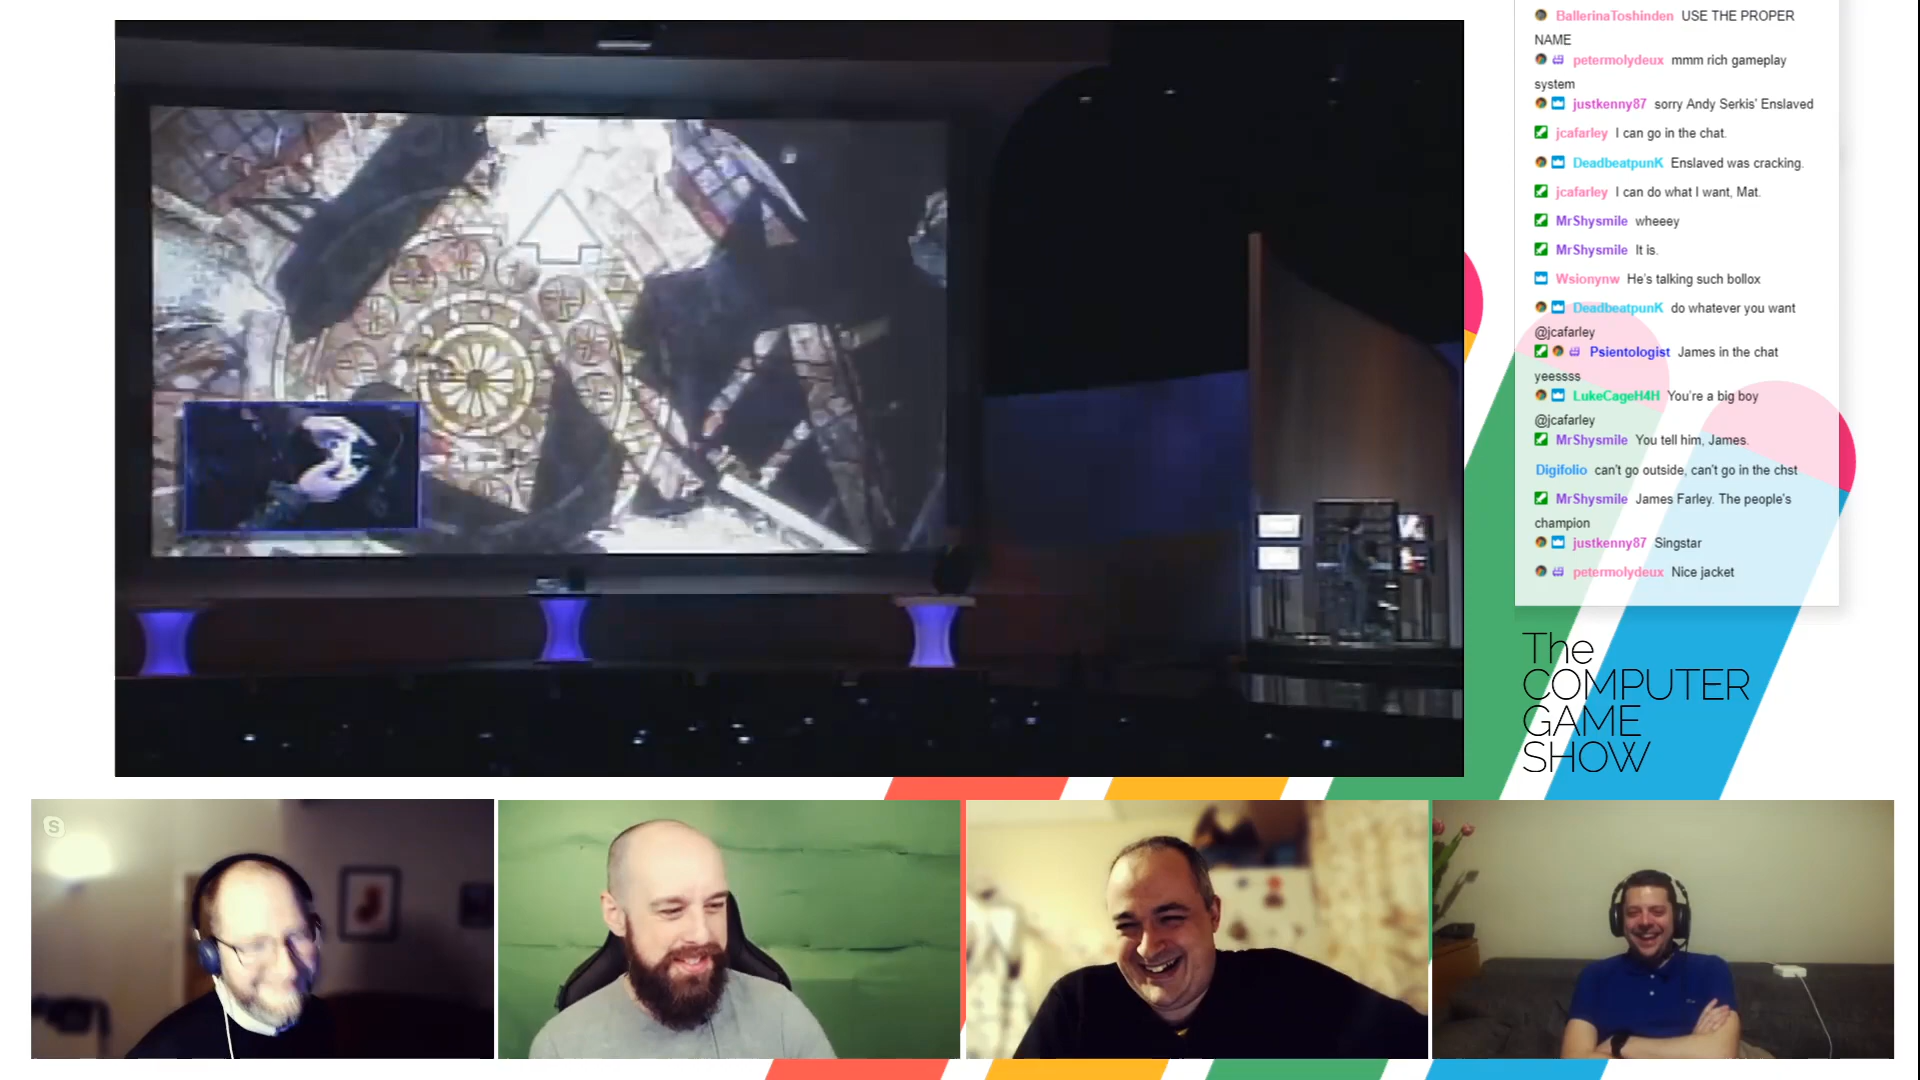 BallerinaToshinden USE THE PROPER
NAME
petermolydeux mmm rich gameplay
system
justkenny87 sorry Andy Serkis' Enslaved
jcafarley I can go in the chat.
DeadbeatpunK Enslaved was cracking.
jcafarley I can do what I want, Mat.
MrShysmile wheeey
MrShysmile It is.
Wsionynw He's talking such bollox
DeadbeatpunK do whatever you want
@jcafarley
Psientologist James in the chat
yeessss
LukeCageH4H You're a big boy
@jcafarley
MrShysmile You tell him, James.
Digifolio can't go outside, can't go in the chst
MrShysmile James Farley. The people's
champion
justkenny87 Singstar
petermolydeux Nice jacket
The
COMPUTER
GAME
SHOW
S